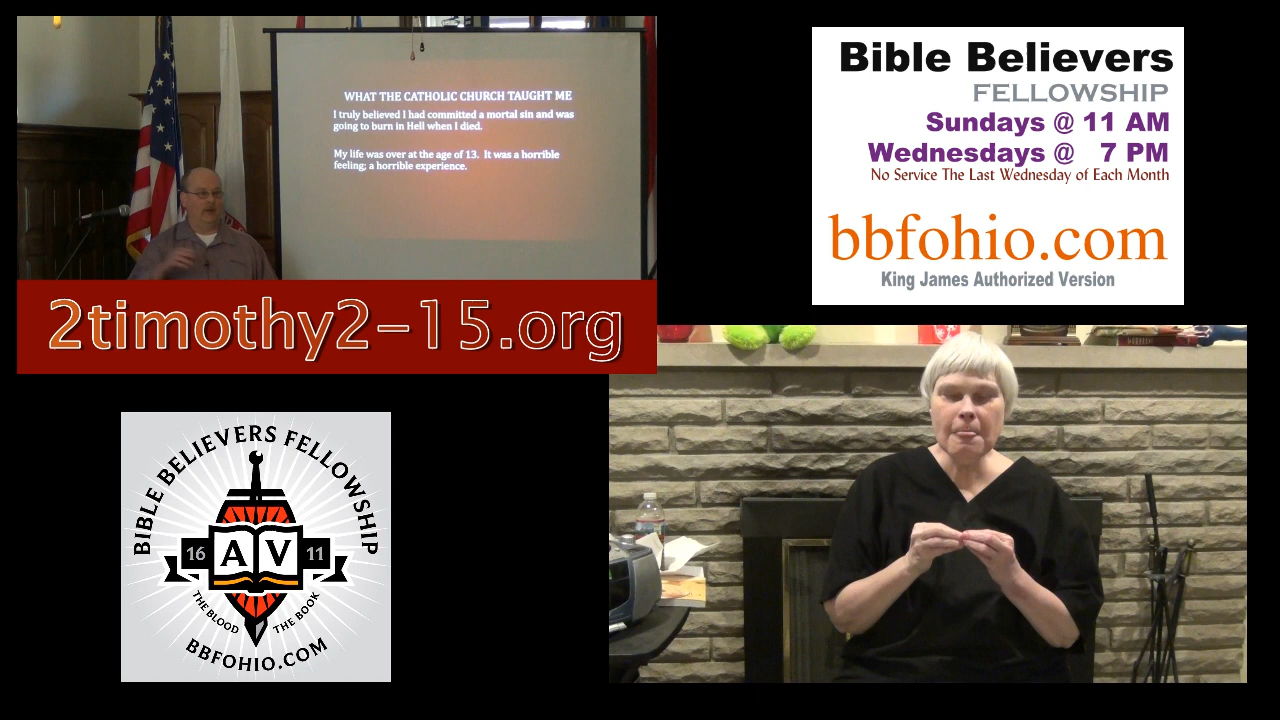 WHAT THE CATHOLIC CHURCH TAUGHT ME
I truly believed I had committed a mortal sin and was
going to burn in Hell when I died.
My life was over at the age of 13. It was a horrible
feeling; a horrible experience.
2timothy2-15.org
Bible Believers
FELLOWSHIP
Sundays @ 11 AM
Wednesdays @ 7 PM
No Service The Last Wednesday of Each Month
bbfohio.com
King James Authorized Version
BIBLE BELIEVERS FELLOWSHIP
16 AV 11
THE BLOOD THE BOOK
BBFOHIO.COM